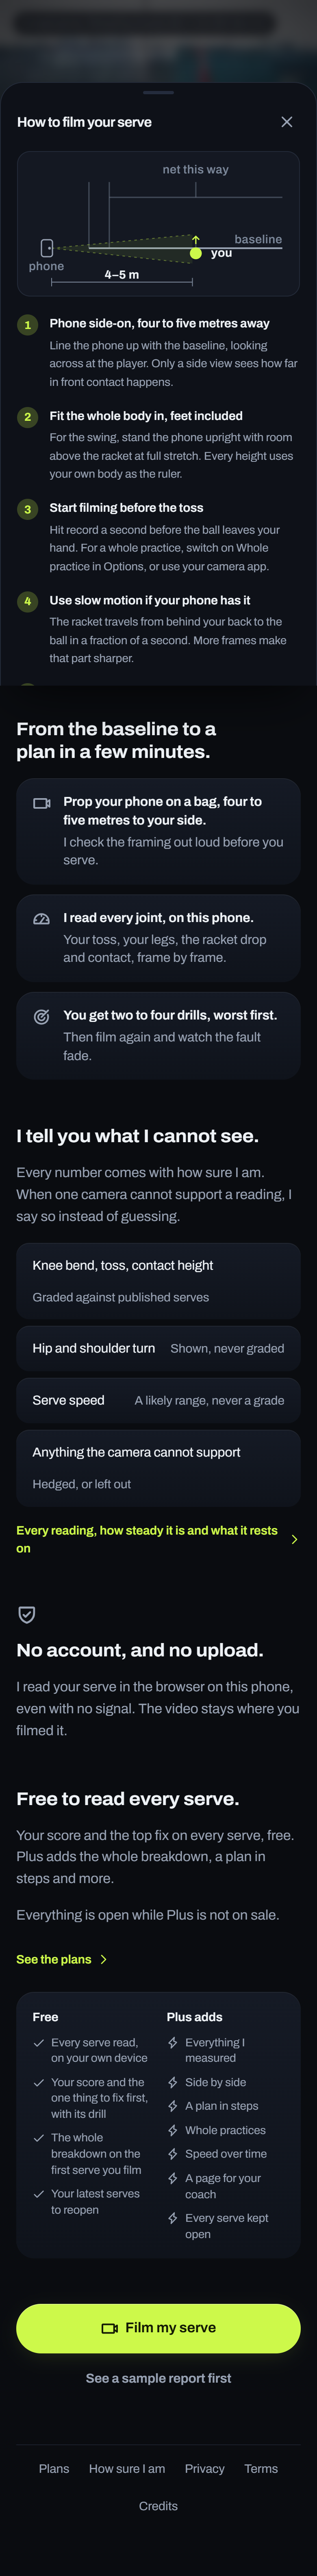 How to film your serve
net this way
baseline
you
phone
4–5 m
1
Phone side-on, four to five metres away
Line the phone up with the baseline, looking
across at the player. Only a side view sees how far
in front contact happens.
2
Fit the whole body in, feet included
For the swing, stand the phone upright with room
above the racket at full stretch. Every height uses
your own body as the ruler.
3
Start filming before the toss
Hit record a second before the ball leaves your
hand. For a whole practice, switch on Whole
practice in Options, or use your camera app.
4
Use slow motion if your phone has it
The racket travels from behind your back to the
ball in a fraction of a second. More frames make
that part sharper.
From the baseline to a
plan in a few minutes.
Prop your phone on a bag, four to
five metres to your side.
I check the framing out loud before you
serve.
I read every joint, on this phone.
Your toss, your legs, the racket drop
and contact, frame by frame.
You get two to four drills, worst first.
Then film again and watch the fault
fade.
I tell you what I cannot see.
Every number comes with how sure I am.
When one camera cannot support a reading, I
say so instead of guessing.
Knee bend, toss, contact height
Graded against published serves
Hip and shoulder turn Shown, never graded
Serve speed A likely range, never a grade
Anything the camera cannot support
Hedged, or left out
Every reading, how steady it is and what it rests
on
No account, and no upload.
I read your serve in the browser on this phone,
even with no signal. The video stays where you
filmed it.
Free to read every serve.
Your score and the top fix on every serve, free.
Plus adds the whole breakdown, a plan in
steps and more.
Everything is open while Plus is not on sale.
See the plans
Free
Every serve read,
on your own device
Your score and the
one thing to fix first,
with its drill
The whole
breakdown on the
first serve you film
Your latest serves
to reopen
Plus adds
Everything I
measured
Side by side
A plan in steps
Whole practices
Speed over time
A page for your
coach
Every serve kept
open
Film my serve
See a sample report first
Plans How sure I am Privacy Terms
Credits